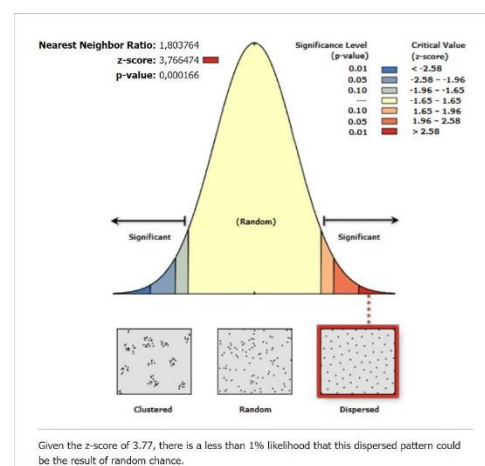 Nearest Neighbor Ratio: 1,803764
z-score: 3,766474
p-value: 0,000166
Significance Level
(p-value)
Critical Value
(z-score)
0.01 < -2.58
0.05 -2.58 - -1.96
0.10 -1.96 - -1.65
--- -1.65 - 1.65
0.10 1.65 - 1.96
0.05 1.96 - 2.58
0.01 > 2.58
(Random)
Significant
Significant
Clustered
Random
Dispersed
Given the z-score of 3.77, there is a less than 1% likelihood that this dispersed pattern could
be the result of random chance.